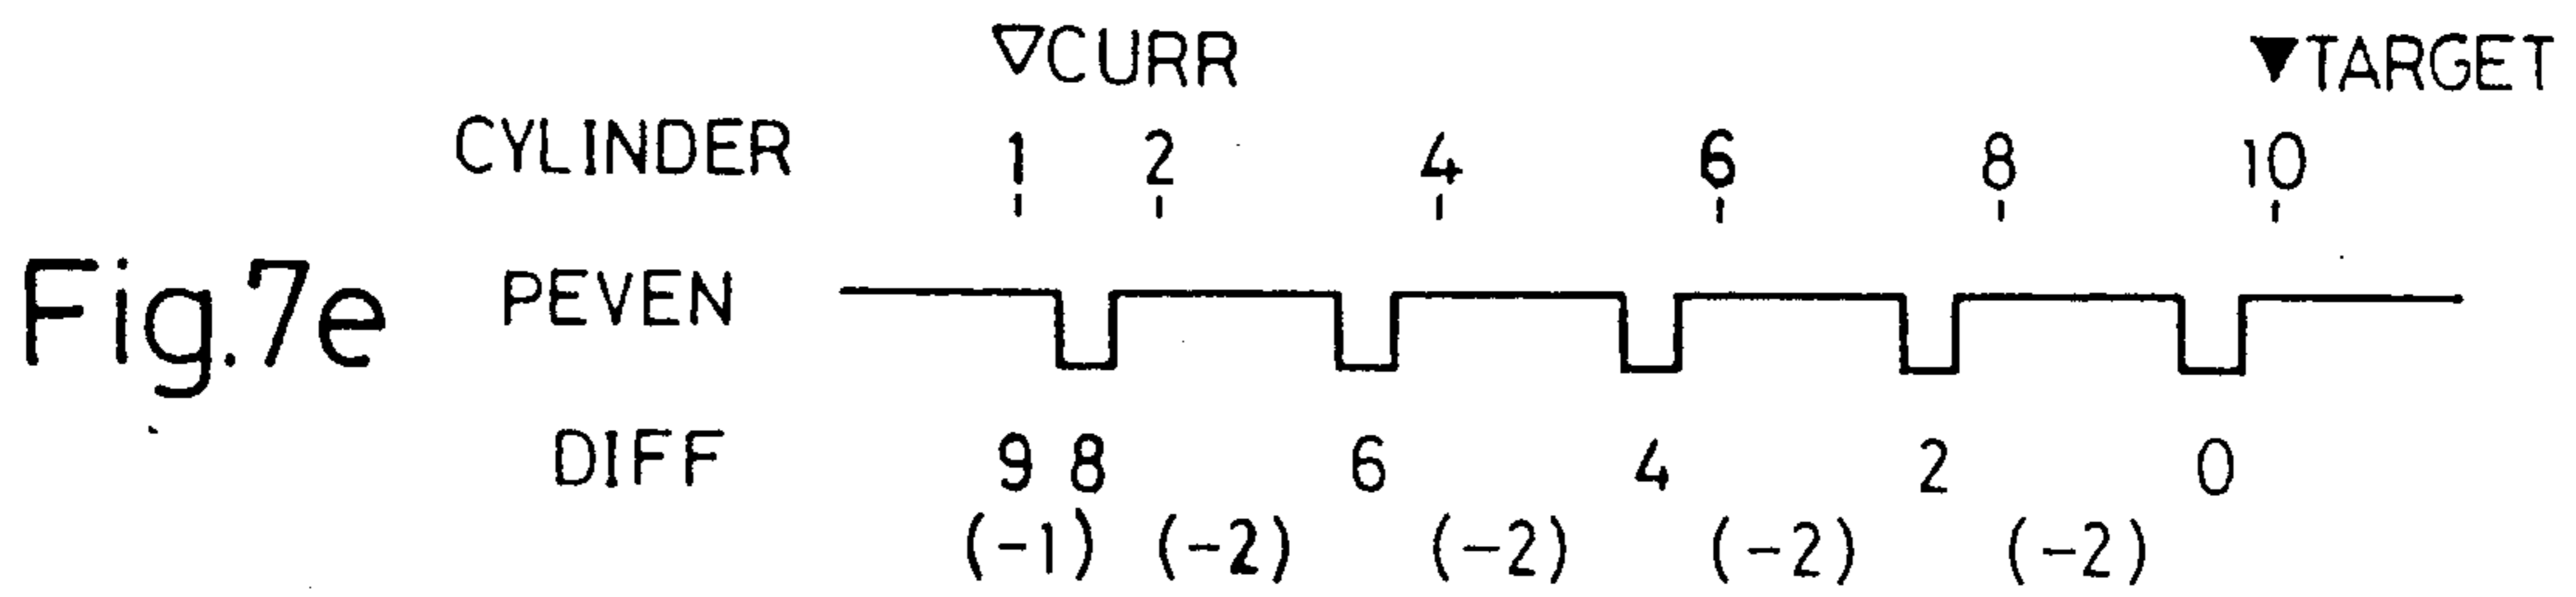 ▽CURR ▼TARGET
CYLINDER 1 2 4 6 8 10
Fig.7e PEVEN
DIFF 9 8 6 4 2 0
(-1) (-2) (-2) (-2) (-2)